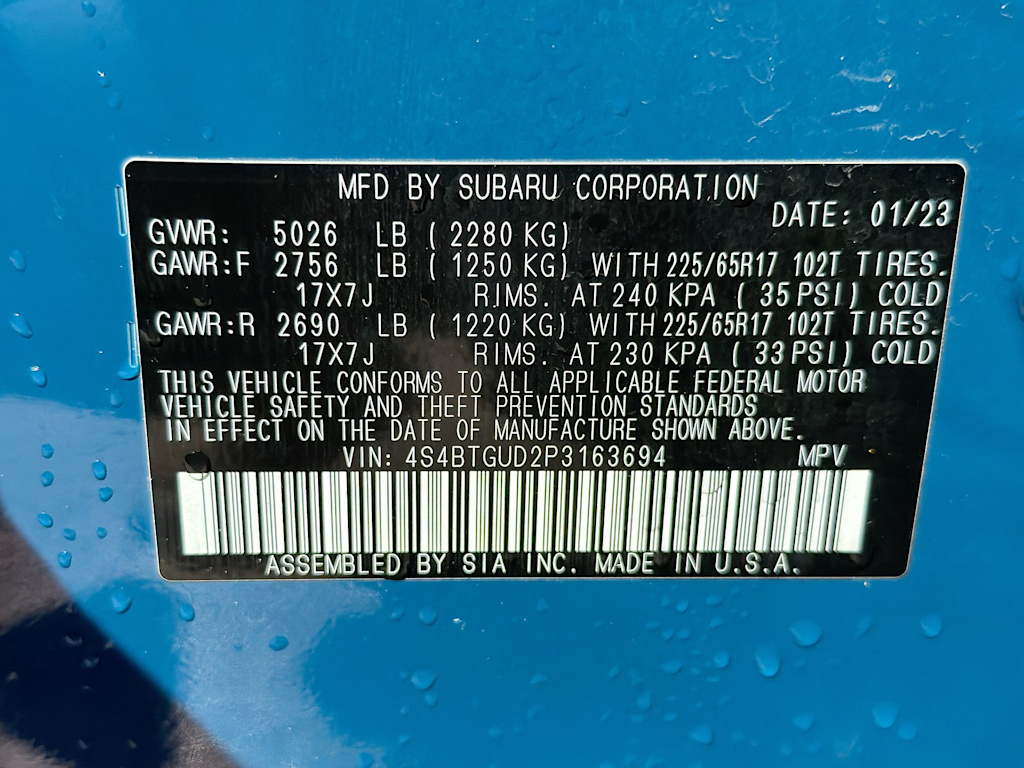 MFD BY SUBARU CORPORATION
DATE: 01/23
GVWR: 5026 LB ( 2280 KG)
GAWR:F 2756 LB ( 1250 KG) WITH 225/65R17 102T TIRES.
17X7J RIMS. AT 240 KPA ( 35 PSI) COLD
GAWR:R 2690 LB ( 1220 KG) WITH 225/65R17 102T TIRES.
17X7J RIMS. AT 230 KPA ( 33 PSI) COLD
THIS VEHICLE CONFORMS TO ALL APPLICABLE FEDERAL MOTOR
VEHICLE SAFETY AND THEFT PREVENTION STANDARDS
IN EFFECT ON THE DATE OF MANUFACTURE SHOWN ABOVE.
VIN: 4S4BTGUD2P3163694 MPV
ASSEMBLED BY SIA INC. MADE IN U.S.A.